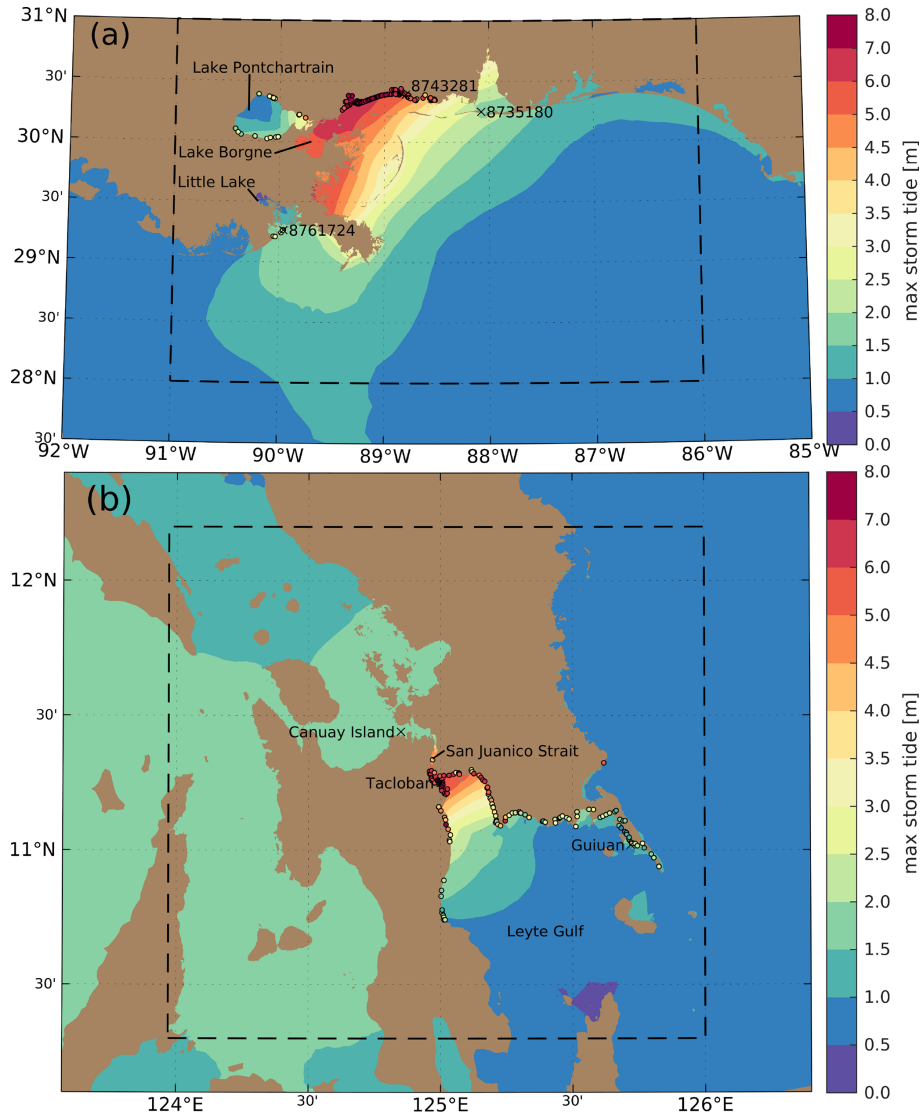 31°N
(a)
8.0
Lake Pontchartrain
8743281
7.0
30'
6.0
8735180
5.0
30°N
Lake Borgne
4.5
Little Lake
4.0
30'
3.5
8761724
3.0
29°N
2.5
2.0
30'
1.5
1.0
28°N
0.5
30'
0.0
max storm tide [m]
92°W 91°W 90°W 89°W 88°W 87°W 86°W 85°W
(b)
8.0
7.0
12°N
6.0
5.0
4.5
30'
Canuay Island
4.0
San Juanico Strait
3.5
Tacloban
3.0
2.5
11°N
Guiuan
2.0
Leyte Gulf
1.5
30'
1.0
0.5
0.0
max storm tide [m]
124°E 30' 125°E 30' 126°E